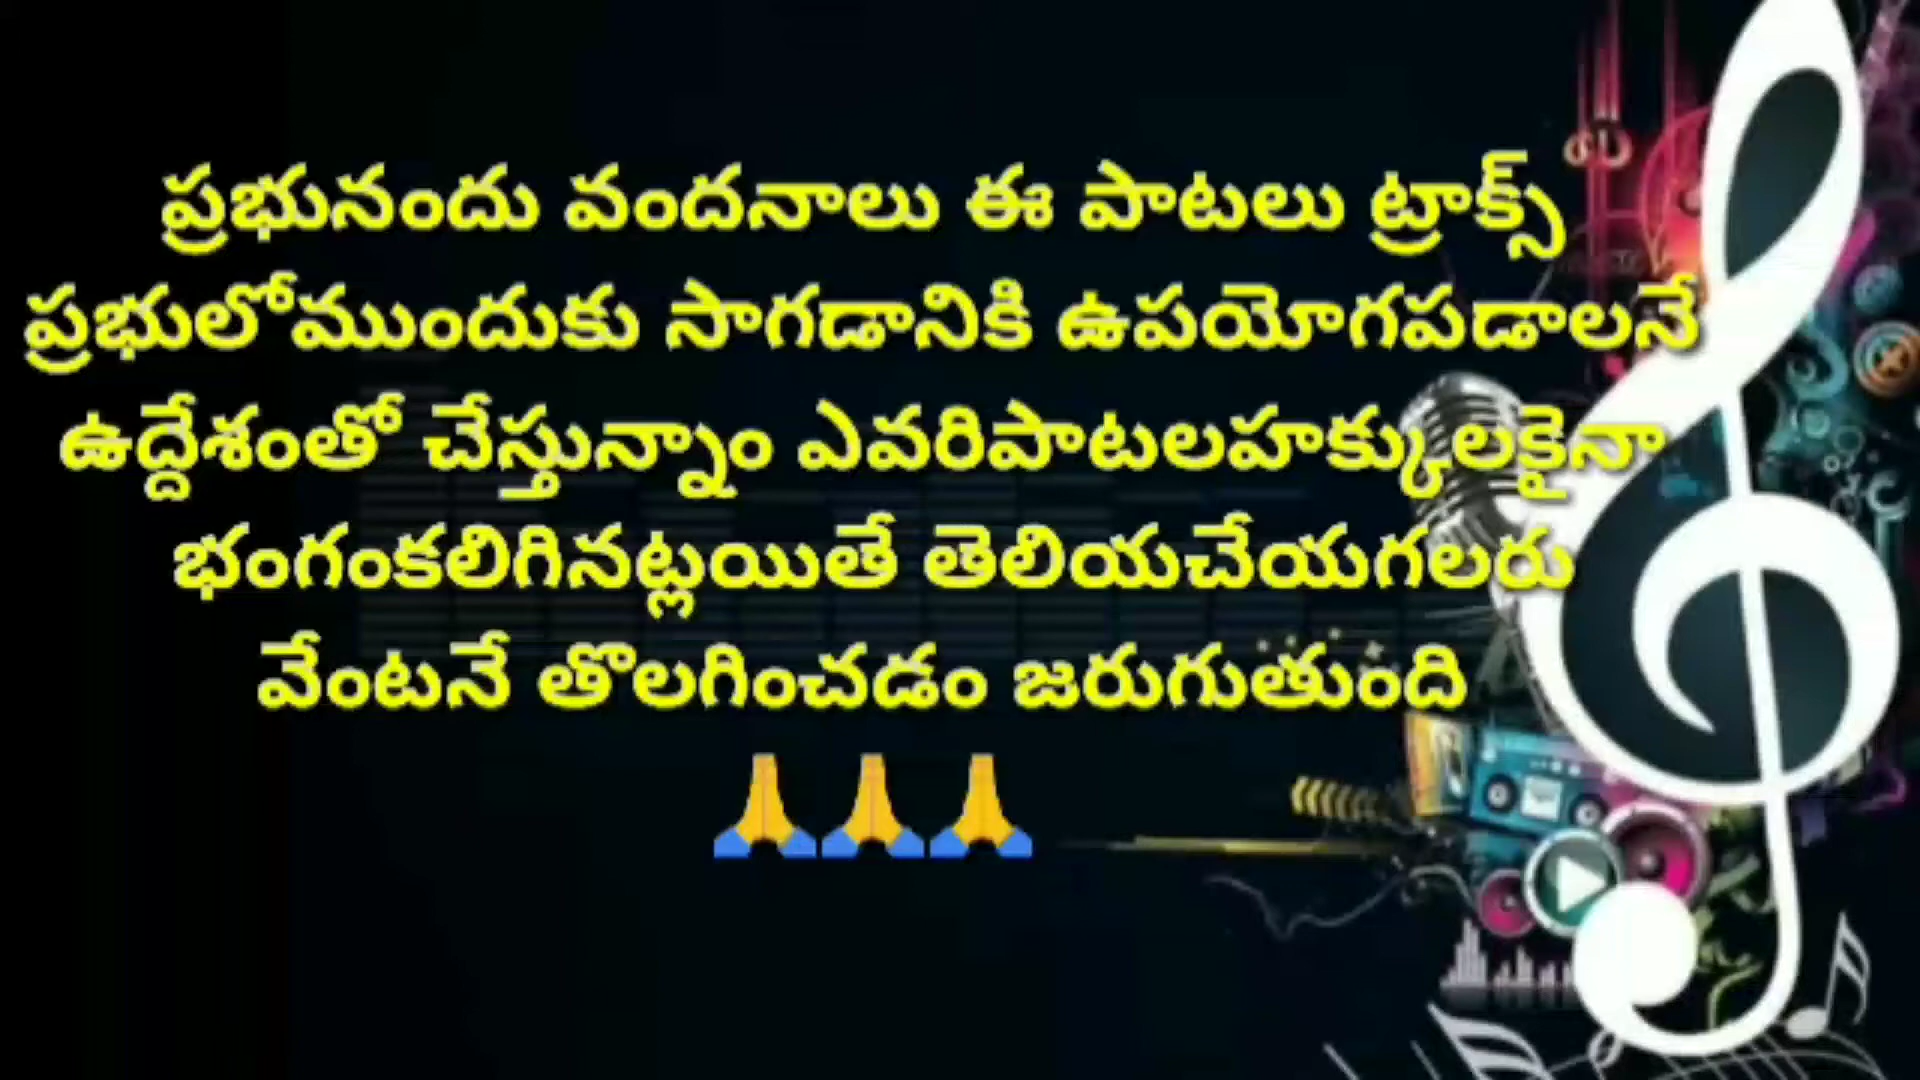 ప్రభునందు వందనాలు ఈ పాటలు ట్రాక్స్
ప్రభులోముందుకు సాగడానికి ఉపయోగపడాలనే
ఉద్దేశంతో చేస్తున్నాం ఎవరిపాటలహక్కులకైనా
భంగంకలిగినట్లయితే తెలియచేయగలరు
వేంటనే తొలగించడం జరుగుతుంది
🙏🙏🙏